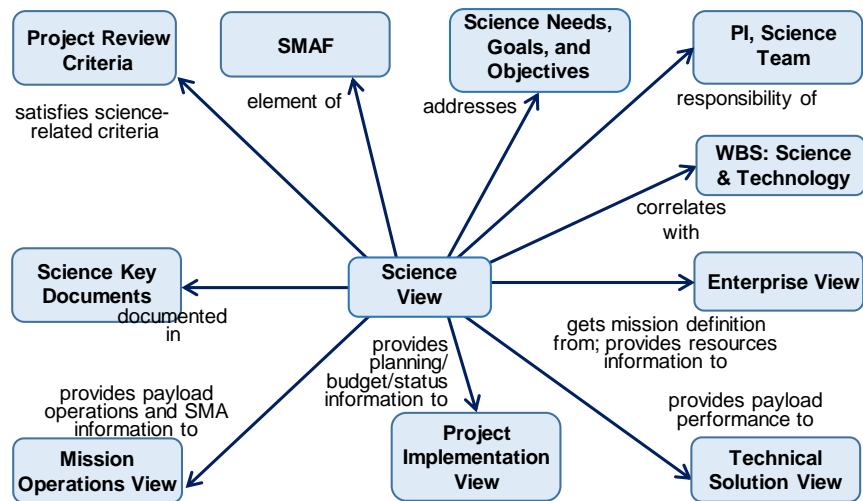 Project Review
Criteria
SMAF
Science Needs,
Goals, and
Objectives
PI, Science
Team
satisfies science-
related criteria
element of
addresses
responsibility of
WBS: Science
& Technology
correlates
with
Science Key
Documents
documented
in
Science
View
Enterprise View
gets mission definition
from; provides resources
information to
provides
planning/
budget/status
information to
provides payload
operations and SMA
information to
provides payload
performance to
Mission
Operations View
Project
Implementation
View
Technical
Solution View